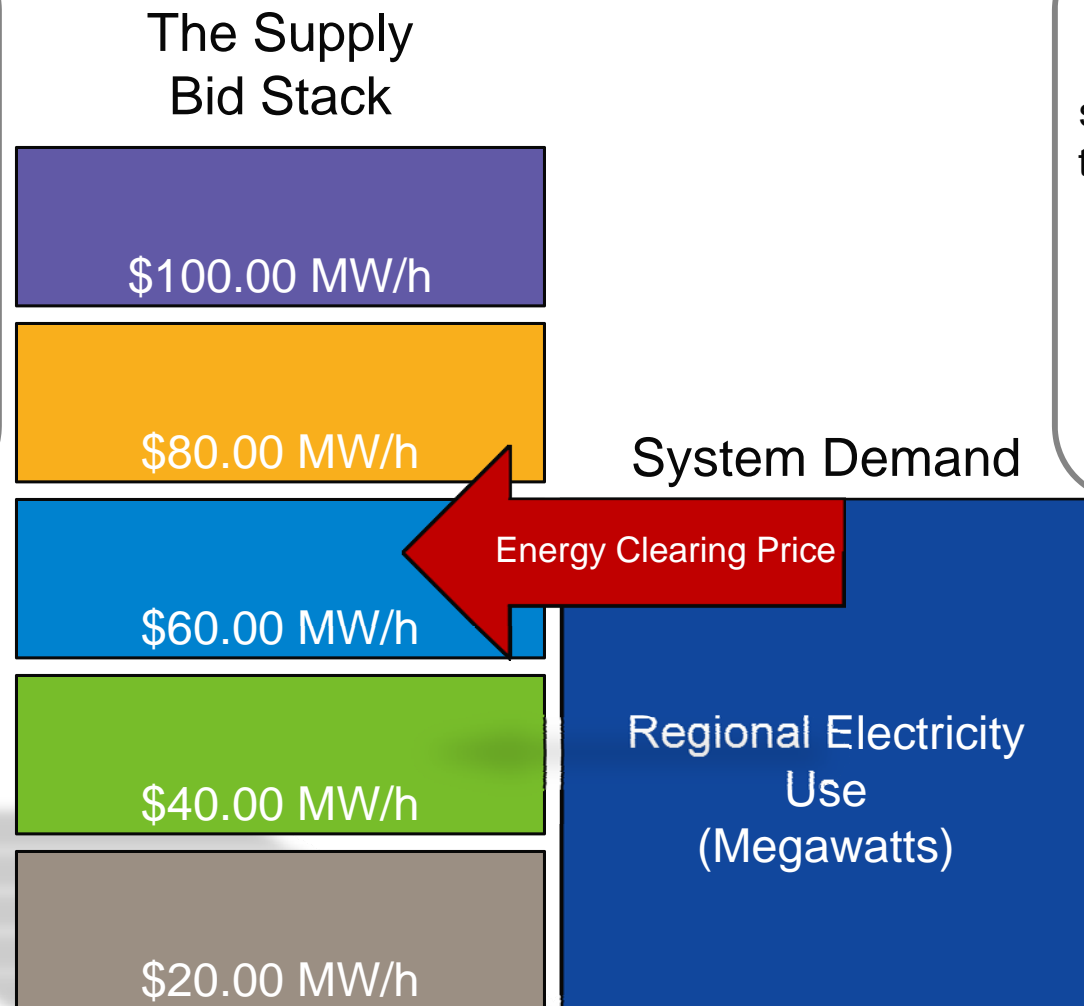 The Supply
Bid Stack
$100.00 MW/h
$80.00 MW/h
System Demand
Energy Clearing Price
$60.00 MW/h
Regional Electricity
Use
(Megawatts)
$40.00 MW/h
$20.00 MW/h